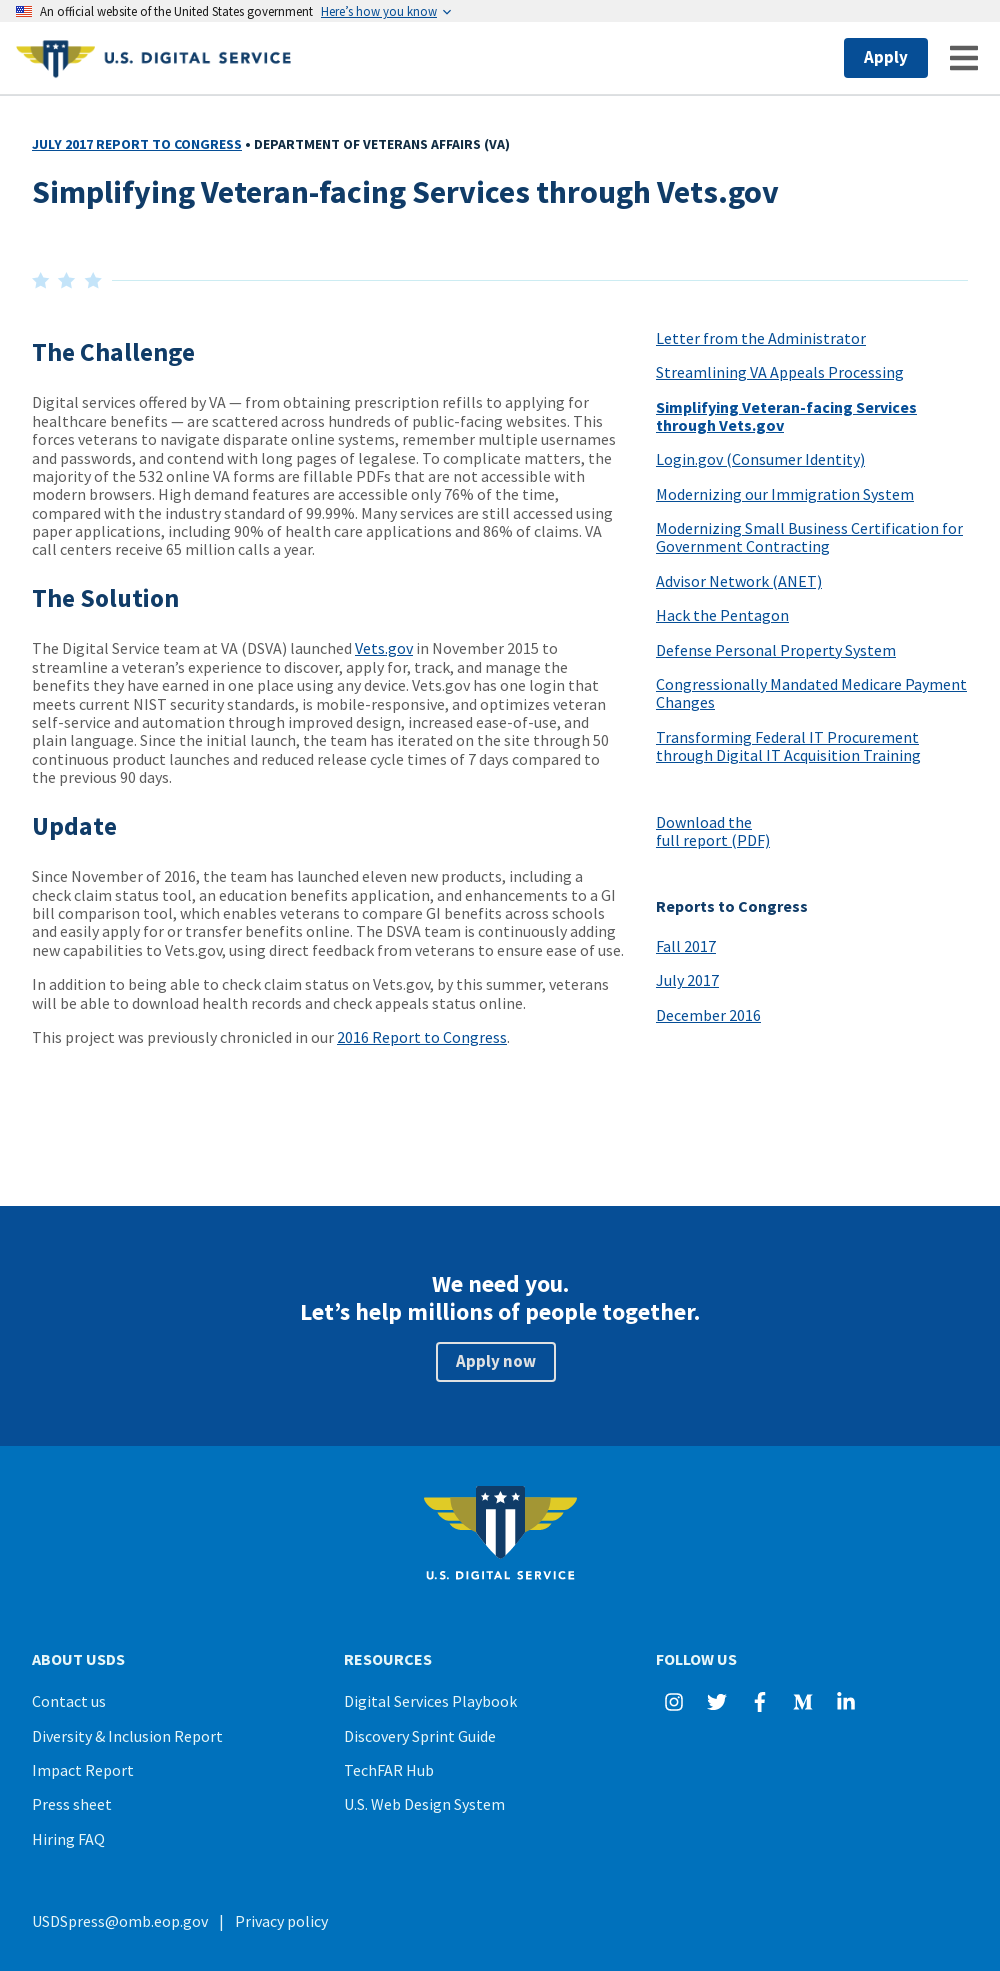 An official website of the United States government Here’s how you know
U.S. DIGITAL SERVICE
Apply
JULY 2017 REPORT TO CONGRESS • DEPARTMENT OF VETERANS AFFAIRS (VA)
Simplifying Veteran-facing Services through Vets.gov
The Challenge
Digital services offered by VA — from obtaining prescription refills to applying for
healthcare benefits — are scattered across hundreds of public-facing websites. This
forces veterans to navigate disparate online systems, remember multiple usernames
and passwords, and contend with long pages of legalese. To complicate matters, the
majority of the 532 online VA forms are fillable PDFs that are not accessible with
modern browsers. High demand features are accessible only 76% of the time,
compared with the industry standard of 99.99%. Many services are still accessed using
paper applications, including 90% of health care applications and 86% of claims. VA
call centers receive 65 million calls a year.
The Solution
The Digital Service team at VA (DSVA) launched Vets.gov in November 2015 to
streamline a veteran’s experience to discover, apply for, track, and manage the
benefits they have earned in one place using any device. Vets.gov has one login that
meets current NIST security standards, is mobile-responsive, and optimizes veteran
self-service and automation through improved design, increased ease-of-use, and
plain language. Since the initial launch, the team has iterated on the site through 50
continuous product launches and reduced release cycle times of 7 days compared to
the previous 90 days.
Update
Since November of 2016, the team has launched eleven new products, including a
check claim status tool, an education benefits application, and enhancements to a GI
bill comparison tool, which enables veterans to compare GI benefits across schools
and easily apply for or transfer benefits online. The DSVA team is continuously adding
new capabilities to Vets.gov, using direct feedback from veterans to ensure ease of use.
In addition to being able to check claim status on Vets.gov, by this summer, veterans
will be able to download health records and check appeals status online.
This project was previously chronicled in our 2016 Report to Congress.
Letter from the Administrator
Streamlining VA Appeals Processing
Simplifying Veteran-facing Services
through Vets.gov
Login.gov (Consumer Identity)
Modernizing our Immigration System
Modernizing Small Business Certification for
Government Contracting
Advisor Network (ANET)
Hack the Pentagon
Defense Personal Property System
Congressionally Mandated Medicare Payment
Changes
Transforming Federal IT Procurement
through Digital IT Acquisition Training
Download the
full report (PDF)
Reports to Congress
Fall 2017
July 2017
December 2016
We need you.
Let’s help millions of people together.
Apply now
U.S. DIGITAL SERVICE
ABOUT USDS
Contact us
Diversity & Inclusion Report
Impact Report
Press sheet
Hiring FAQ
RESOURCES
Digital Services Playbook
Discovery Sprint Guide
TechFAR Hub
U.S. Web Design System
FOLLOW US
USDSpress@omb.eop.gov | Privacy policy